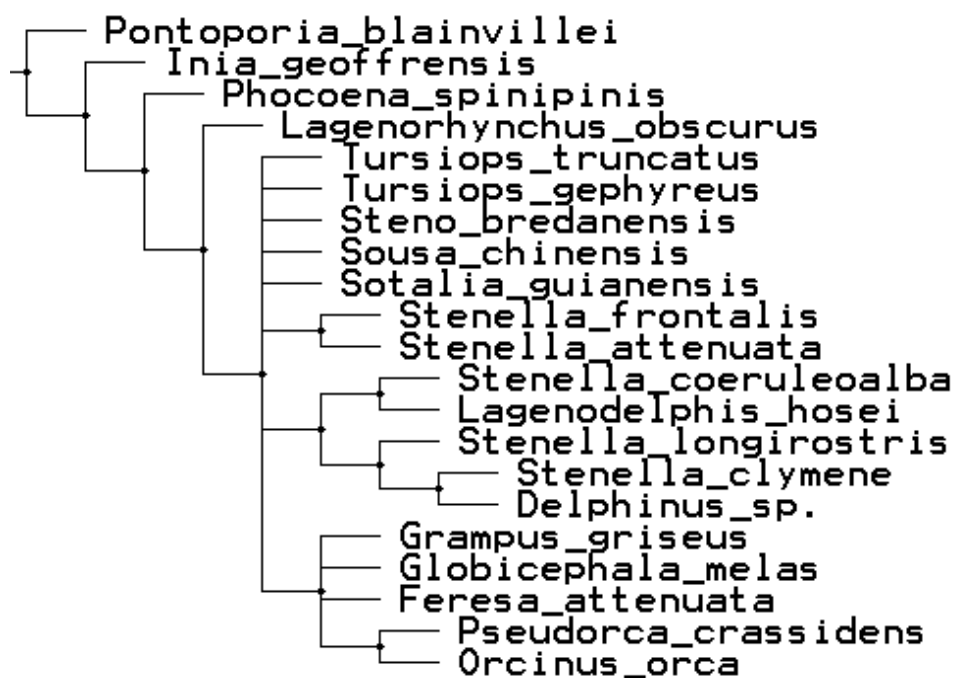 Pontoporia_blainvillei
Inia_geoffrensis
Phocoena_spinipinis
Lagenorhynchus_obscurus
Tursiops_truncatus
Tursiops_gephyreus
Steno_bredanensis
Sousa_chinensis
Sotalia_guianensis
Stenella_frontalis
Stenella_attenuata
Stenella_coeruleoalba
Lagenodelphis_hosei
Stenella_longirostris
Stenella_clymene
Delphinus_sp.
Grampus_griseus
Globicephala_melas
Feresa_attenuata
Pseudorca_crassidens
Orcinus_orca